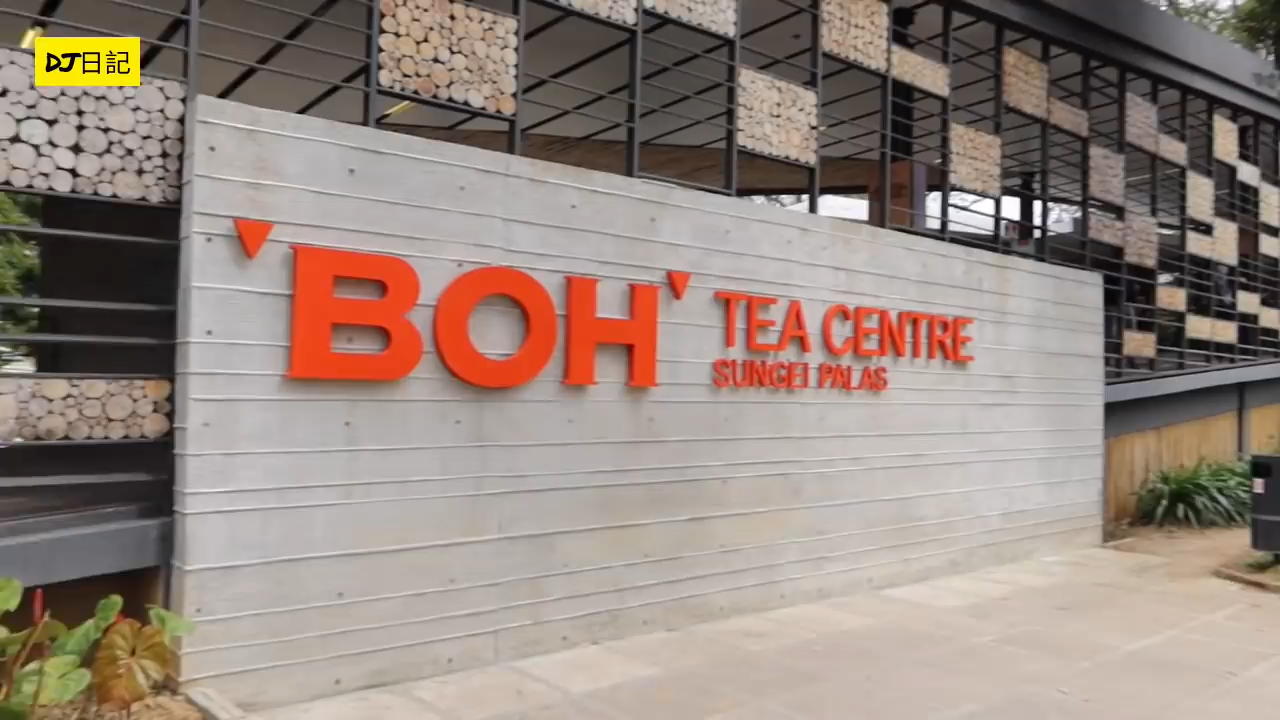 DJ日記
BOH TEA CENTRE
SUNGEI PALAS